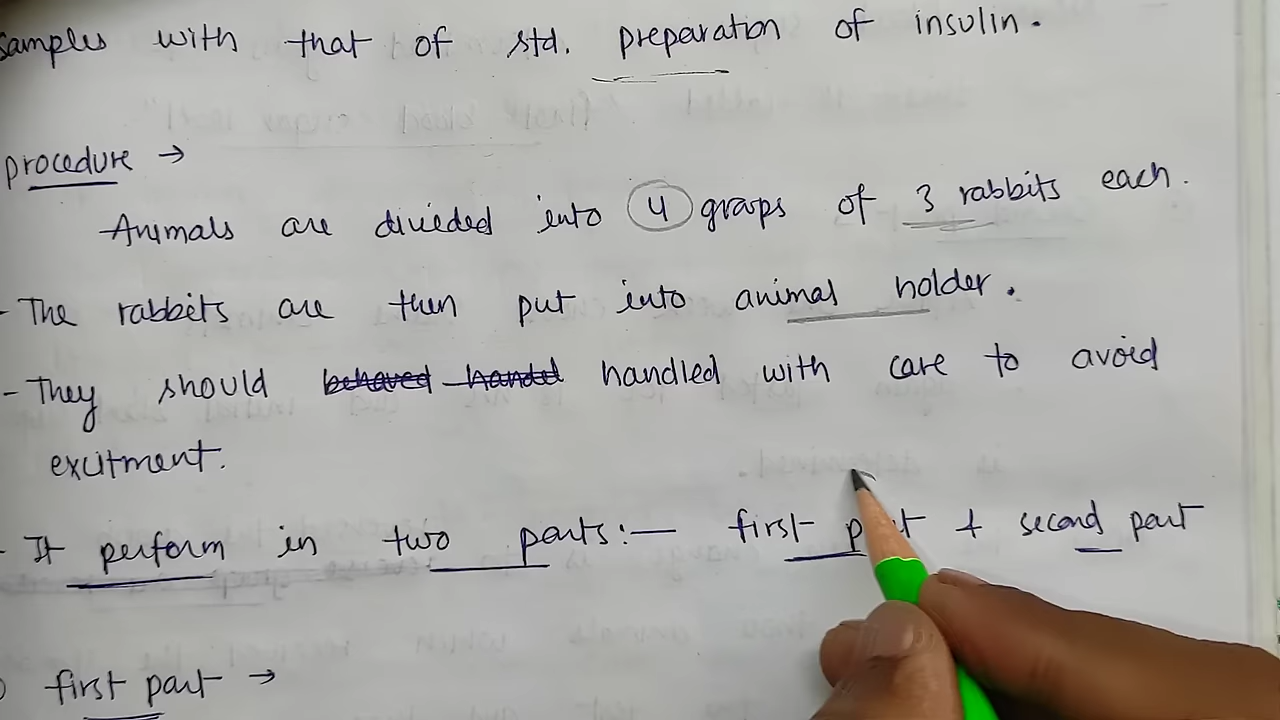 samples with that of std. preparation of insulin.
procedure →
Animals are divided into 4 groups of 3 rabbits each.
- The rabbits are then put into animal holder.
- They should behaved handed handled with care to avoid
excitment.
- It perform in two parts:— first part + second part
first part →